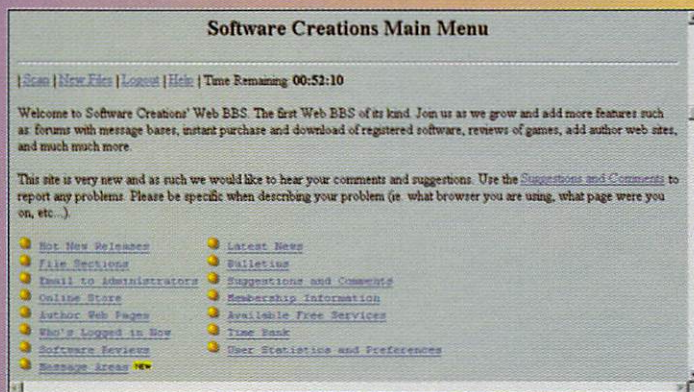 Software Creations Main Menu
| Scan | New Files | Logout | Help | Time Remaining: 00:52:10
Welcome to Software Creations' Web BBS. The first Web BBS of its kind. Join us as we grow and add more features such
as: forums with message bases, instant purchase and download of registered software, reviews of games, add author web sites,
and much much more.
This site is very new and as such we would like to hear your comments and suggestions. Use the Suggestions and Comments to
report any problems. Please be specific when describing your problem (ie. what browser you are using, what page were you
on, etc...).
Hot New Releases
File Sections
Email to Administrators
Online Store
Author Web Pages
Who's Logged in Now
Software Reviews
Message Areas NEW
Latest News
Bulletins
Suggestions and Comments
Membership Information
Available Free Services
Time Bank
User Statistics and Preferences